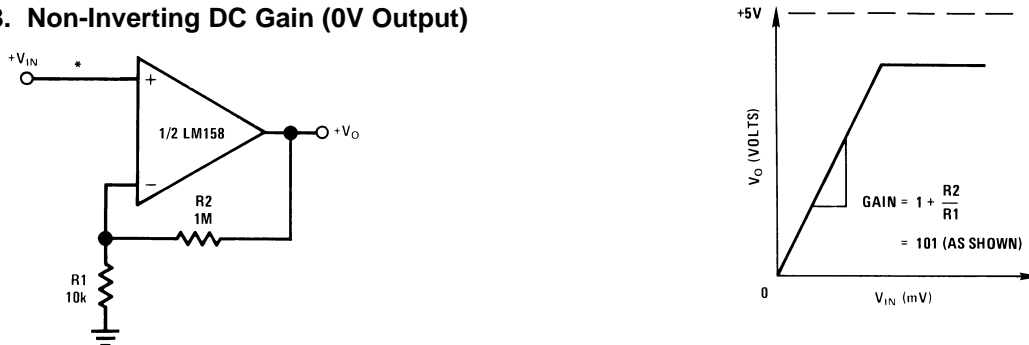 3. Non-Inverting DC Gain (0V Output)
+VIN
*
+
1/2 LM158
+VO
−
R2
1M
R1
10k
+5V
VO (VOLTS)
GAIN = 1 + R2
R1
= 101 (AS SHOWN)
0
VIN (mV)